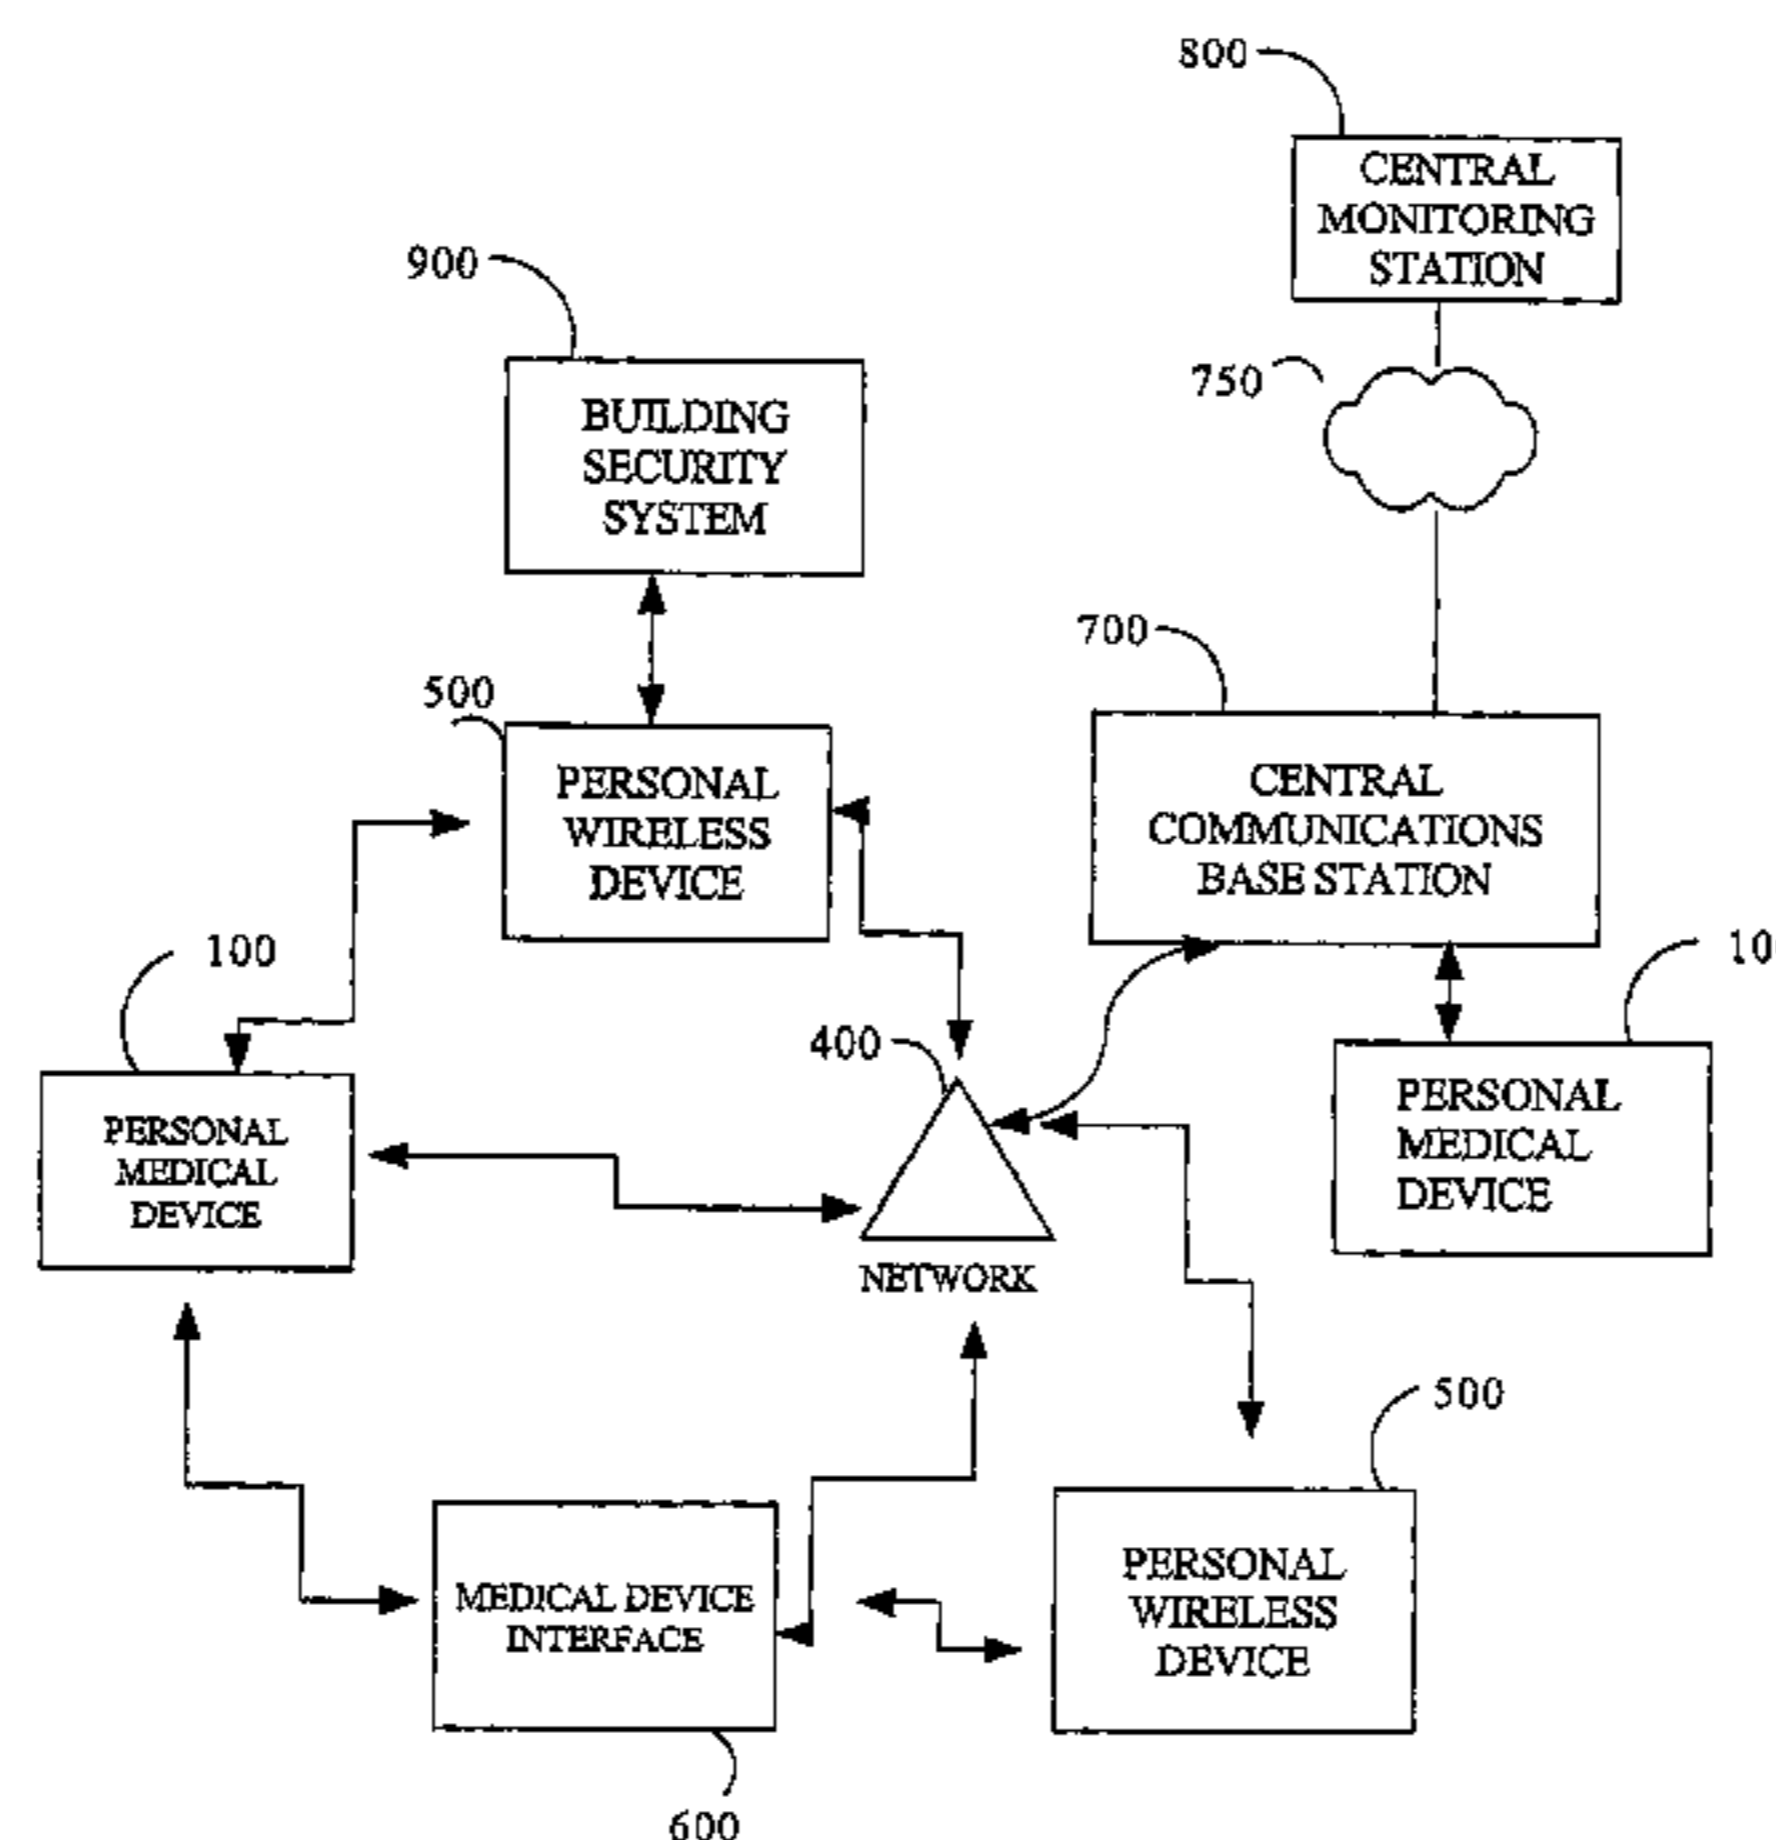 800
CENTRAL
MONITORING
STATION
900
750
BUILDING
SECURITY
SYSTEM
700
500
PERSONAL
WIRELESS
DEVICE
CENTRAL
COMMUNICATIONS
BASE STATION
100
10
400
PERSONAL
MEDICAL
DEVICE
PERSONAL
MEDICAL
DEVICE
NETWORK
500
MEDICAL DEVICE
INTERFACE
PERSONAL
WIRELESS
DEVICE
600